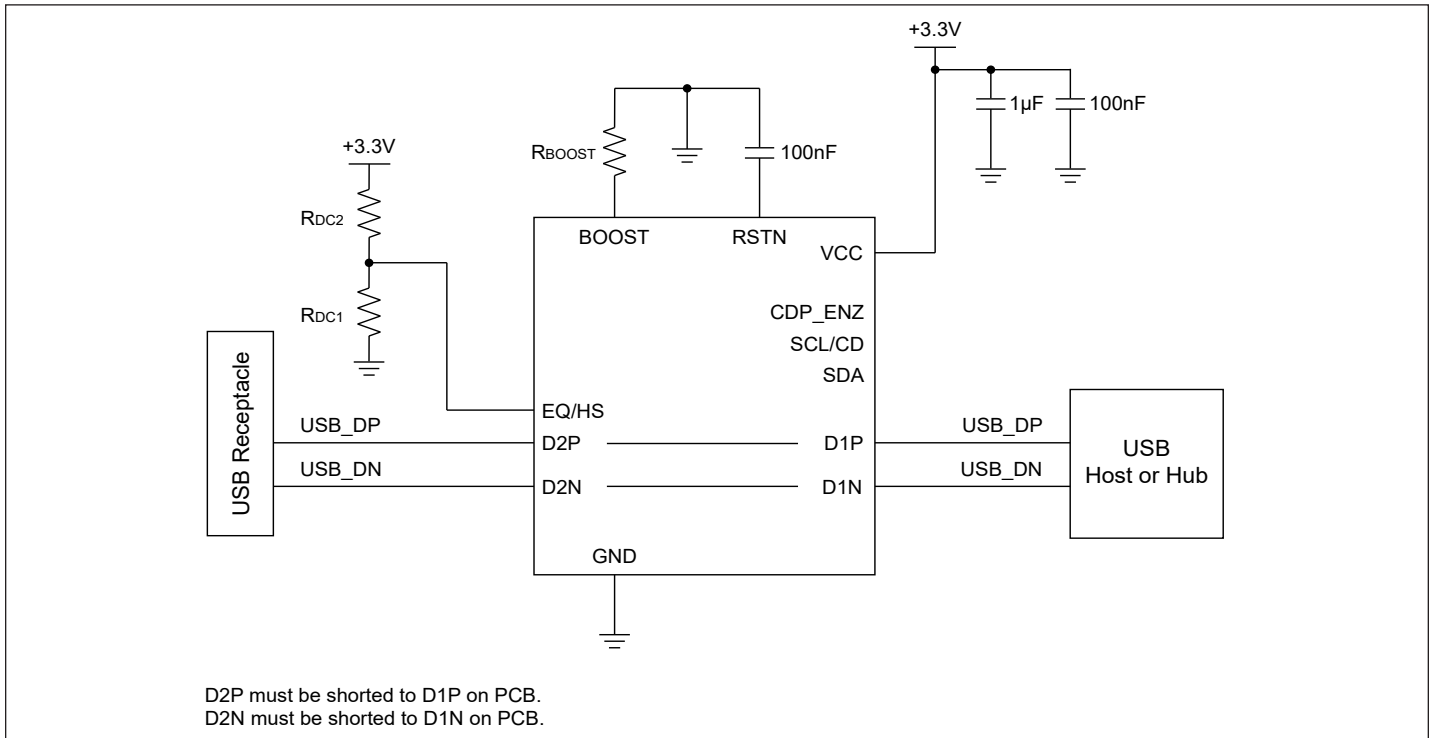 +3.3V
1µF
100nF
RBOOST
100nF
+3.3V
RDC2
RDC1
BOOST
RSTN
VCC
CDP_ENZ
SCL/CD
SDA
USB Receptacle
EQ/HS
USB_DP
D2P
D1P
USB_DP
USB_DN
D2N
D1N
USB_DN
USB
Host or Hub
GND
D2P must be shorted to D1P on PCB.
D2N must be shorted to D1N on PCB.